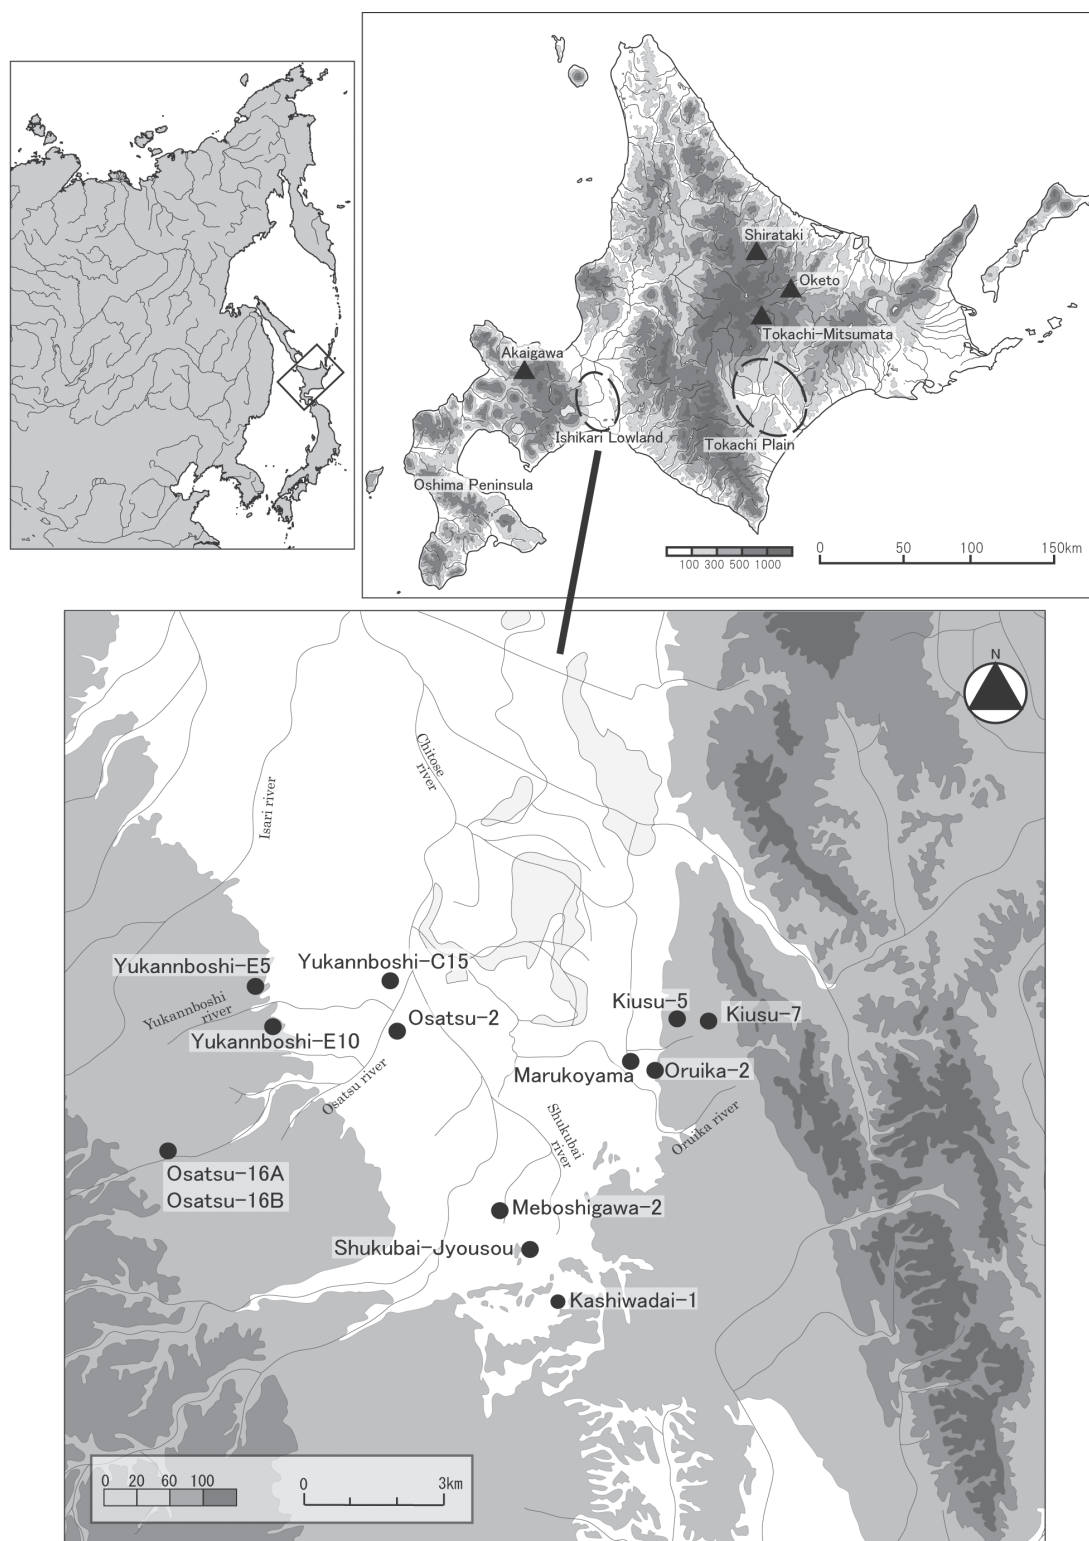 Shirataki
Oketo
Tokachi-Mitsumata
Akaigawa
Ishikari Lowland
Tokachi Plain
Oshima Peninsula
100 300 500 1000
0 50 100 150km
N
Chitose
river
Isari river
Yukannboshi-E5
Yukannboshi-C15
Yukannboshi
river
Yukannboshi-E10
Osatsu-2
Kiusu-5
Kiusu-7
Marukoyama
Oruika-2
Osatsu river
Shukubai
river
Oruika river
Osatsu-16A
Osatsu-16B
Meboshigawa-2
Shukubai-Jyousou
Kashiwadai-1
0 20 60 100
0 3km